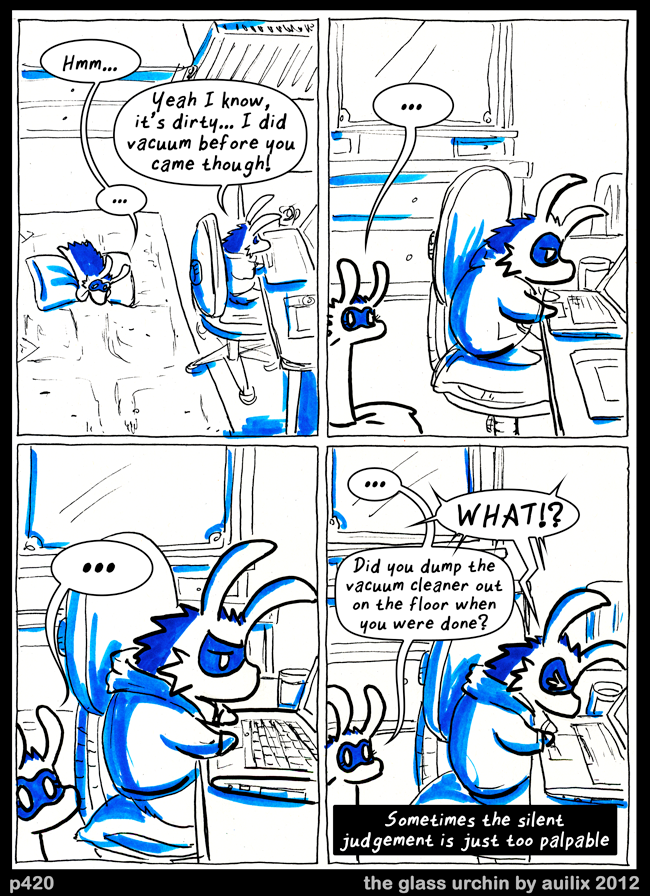 Hmm...
Yeah I know,
it's dirty... I did
vacuum before you
came though!
...
...
...
...
WHAT!?
Did you dump the
vacuum cleaner out
on the floor when
you were done?
Sometimes the silent
judgement is just too palpable
p420
the glass urchin by auilix 2012